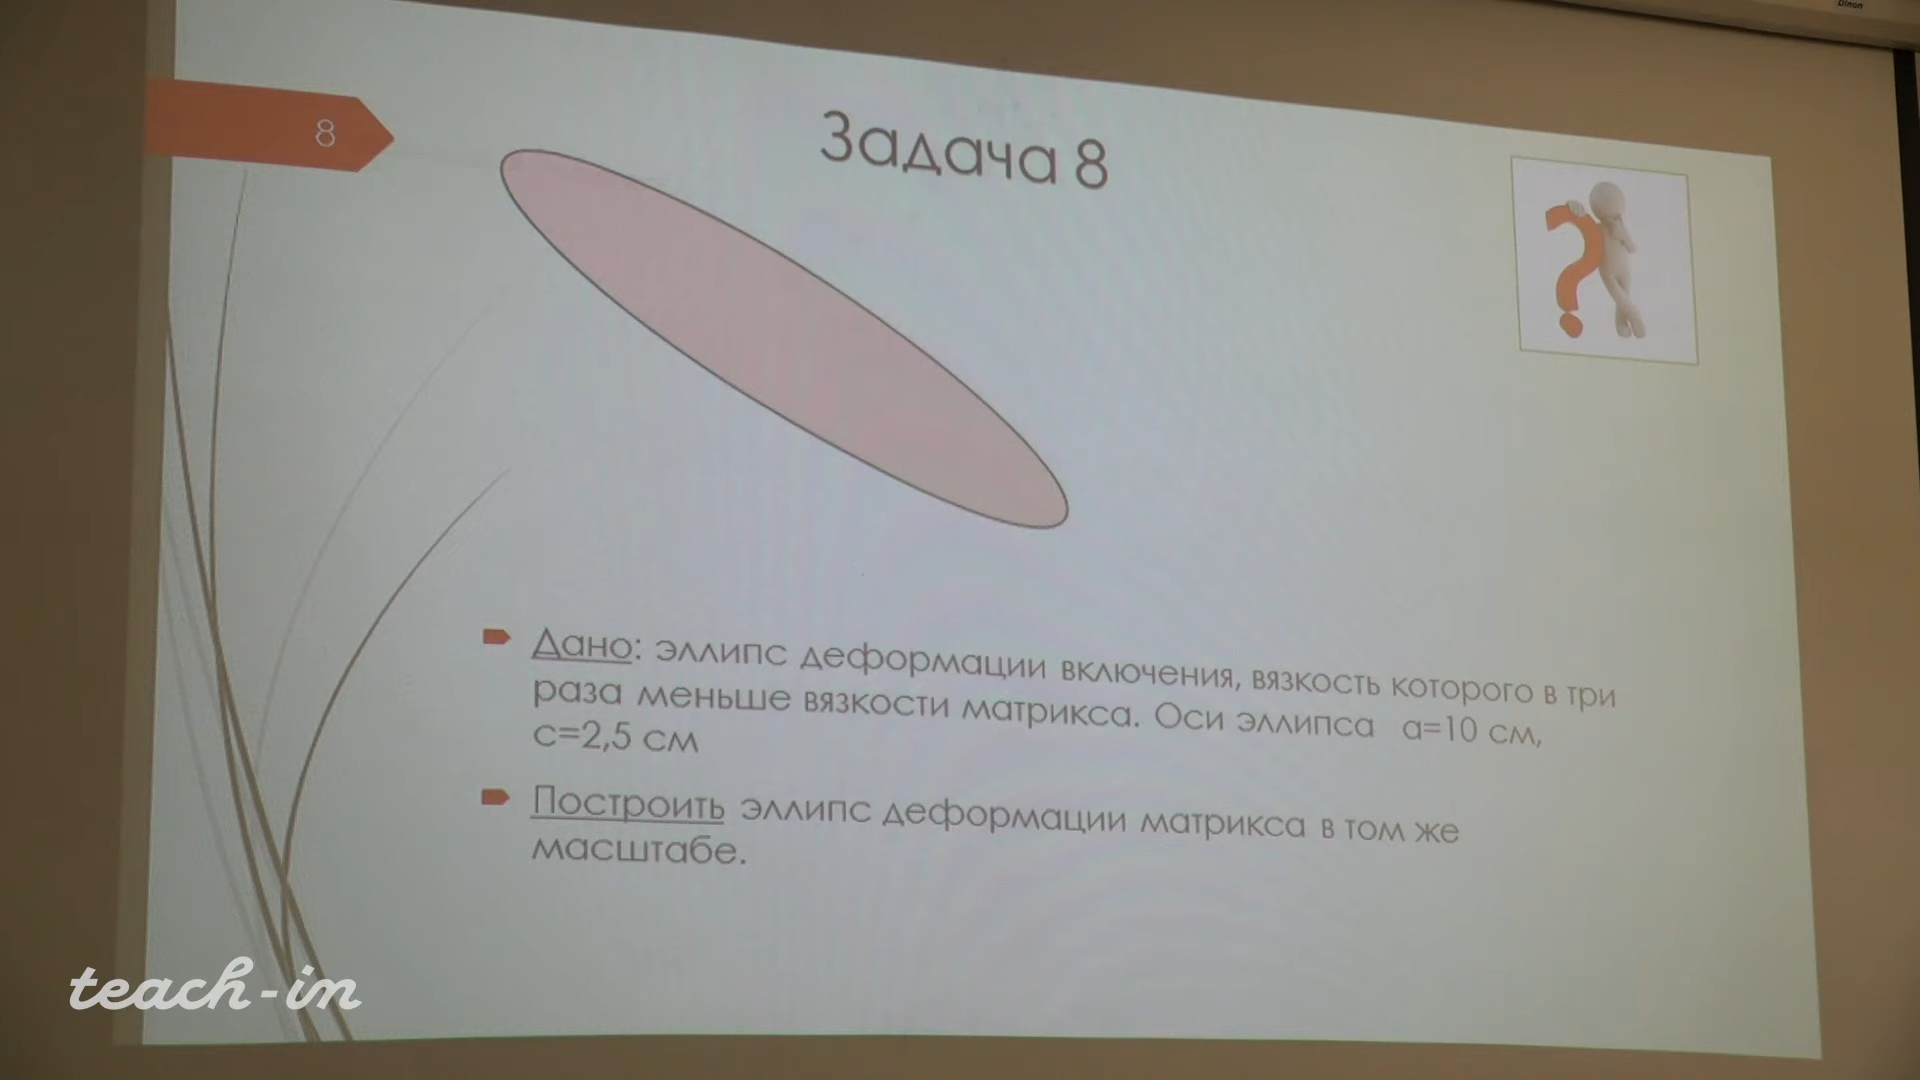 Dinon
8
Задача 8
Дано: эллипс деформации включения, вязкость которого в три
раза меньше вязкости матрикса. Оси эллипса a=10 см,
c=2,5 см
Построить эллипс деформации матрикса в том же
масштабе.
teach-in